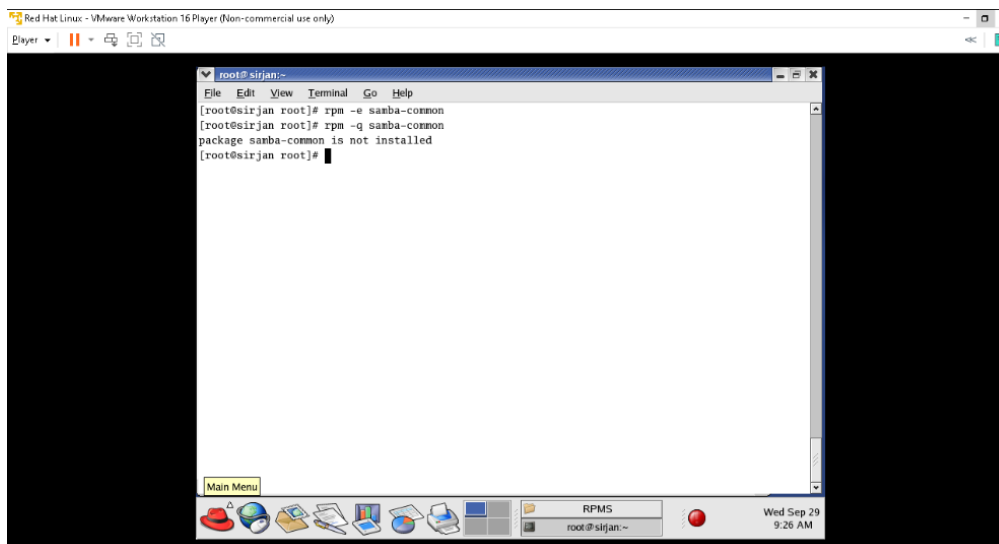 Red Hat Linux - VMware Workstation 16 Player (Non-commercial use only)
Player
root@sirjan:~
File Edit View Terminal Go Help
[root@sirjan root]# rpm -e samba-common
[root@sirjan root]# rpm -q samba-common
package samba-common is not installed
[root@sirjan root]#
Main Menu
RPMS
root@sirjan:~
Wed Sep 29
9:26 AM